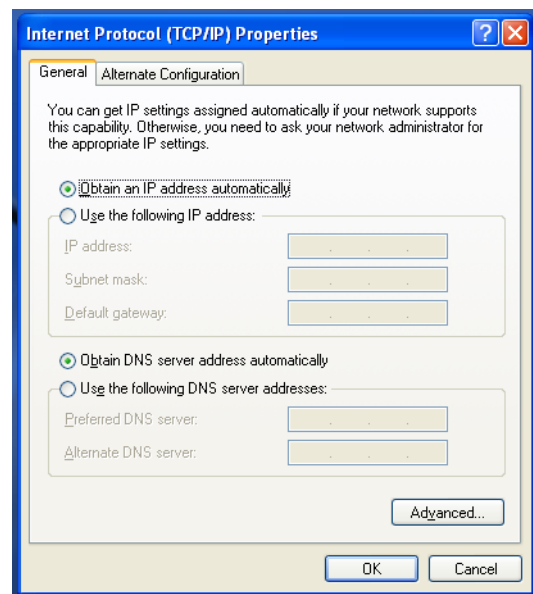 Internet Protocol (TCP/IP) Properties
General
Alternate Configuration
You can get IP settings assigned automatically if your network supports
this capability. Otherwise, you need to ask your network administrator for
the appropriate IP settings.
Obtain an IP address automatically
Use the following IP address:
IP address:
Subnet mask:
Default gateway:
Obtain DNS server address automatically
Use the following DNS server addresses:
Preferred DNS server:
Alternate DNS server:
Advanced...
OK
Cancel